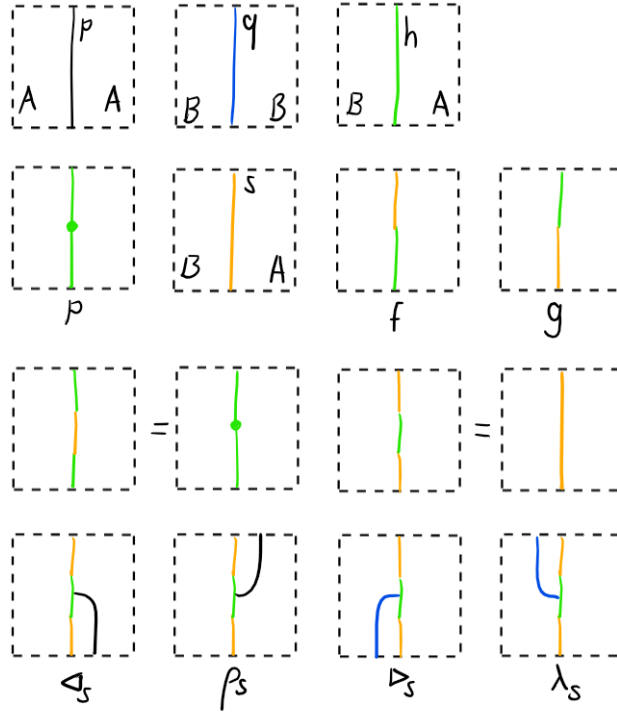 p q h
A A B B B A
s
B A
p f g
= =
◁s ρs ▷s λs